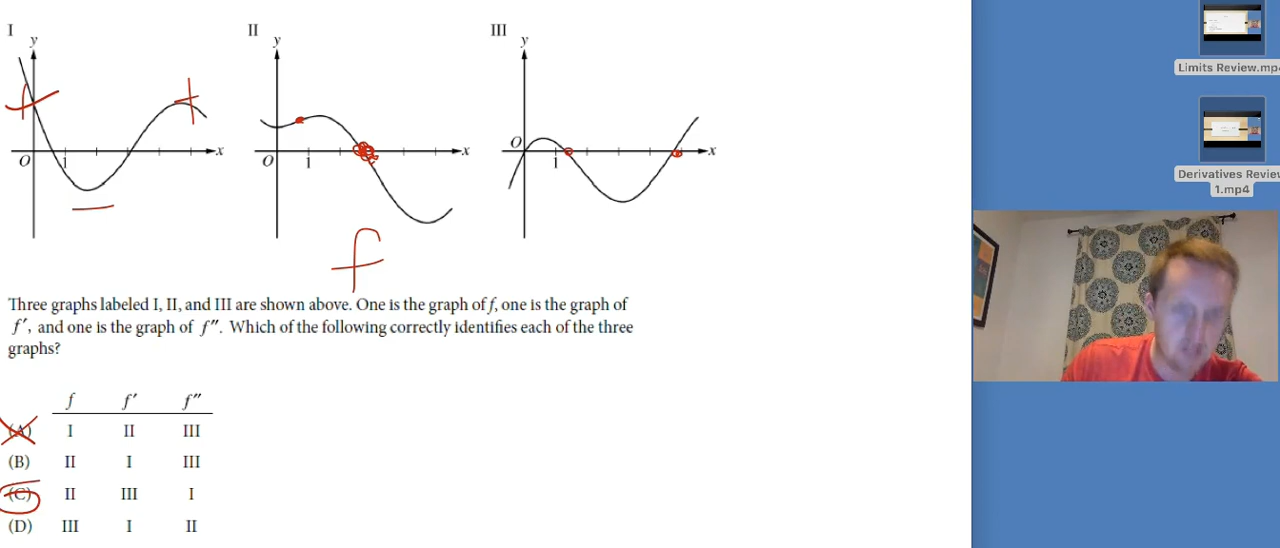 I II III
y y y
O 1 x O 1 x O 1 x
+ − +
f
Three graphs labeled I, II, and III are shown above. One is the graph of f, one is the graph of
f′, and one is the graph of f″. Which of the following correctly identifies each of the three
graphs?
f f′ f″
(A) I II III
(B) II I III
(C) II III I
(D) III I II
Limits Review.mp
Derivatives Review
1.mp4